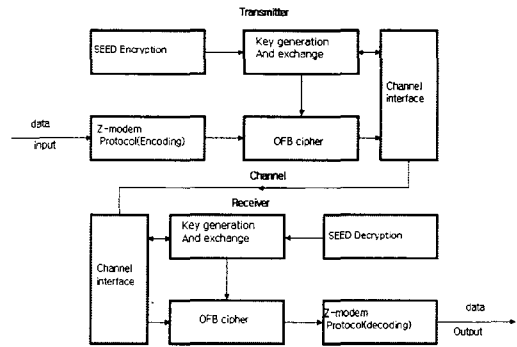 Transmitter
SEED Encryption
Key generation
And exchange
Channel
interface
data
input
Z-modem
Protocol(Encoding)
OFB cipher
Channel
Receiver
Channel
interface
Key generation
And exchange
SEED Decryption
OFB cipher
Z-modem
Protocol(decoding)
data
Output